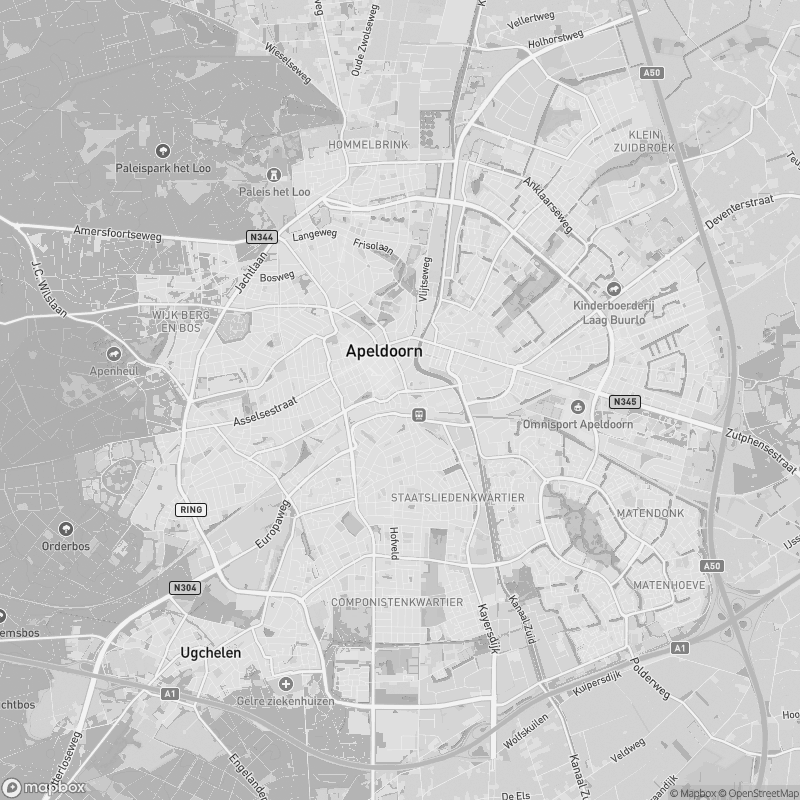 Vellertweg
Oude Zwolseweg
Holhorstweg
Wieselseweg
A50
KLEIN
ZUIDBROEK
HOMMELBRINK
Paleispark het Loo
Paleis het Loo
Anklaarseweg
Deventerstraat
Amersfoortseweg
N344
Langeweg
Frisolaan
J.C. Wilslaan
Jachtlaan
Bosweg
Vlijtseweg
Kinderboerderij
Laag Buurlo
WIJK BERG
EN BOS
Apeldoorn
Apenheul
Asselsestraat
N345
Omnisport Apeldoorn
Zutphensestraat
STAATSLIEDENKWARTIER
RING
MATENDONK
Europaweg
Hofveld
Orderbos
A50
N304
MATENHOEVE
COMPONISTENKWARTIER
Kayersdijk
Kanaal Zuid
Ugchelen
A1
A1
Polderweg
Kuipersdijk
Gelre ziekenhuizen
Wolfskuilen
Veldweg
Engelander
De Els
mapbox
© Mapbox © OpenStreetMap